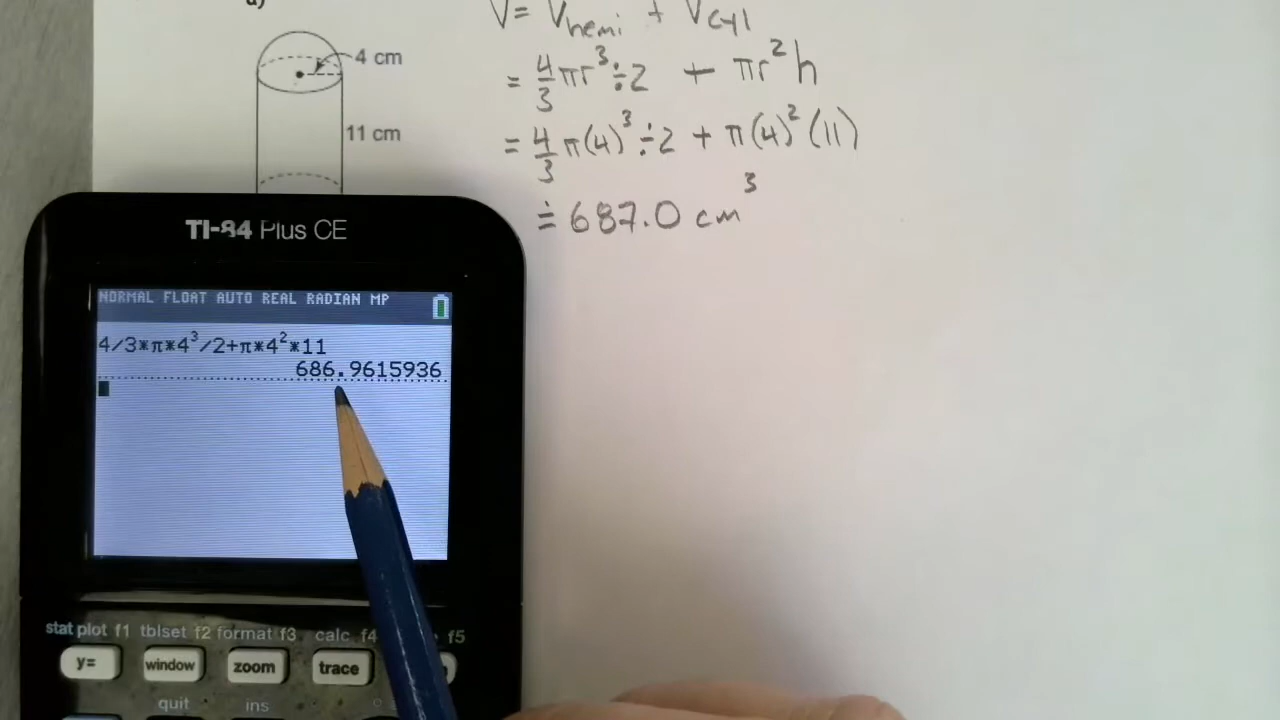 a)
V = Vhemi + Vcyl
4 cm
= 4/3 πr³ ÷ 2 + πr²h
11 cm
= 4/3 π(4)³ ÷ 2 + π(4)²(11)
≐ 687.0 cm³
TI-84 Plus CE
NORMAL FLOAT AUTO REAL RADIAN MP
4/3*π*4³/2+π*4²*11
686.9615936
stat plot f1 tblset f2 format f3 calc f4 f5
y= window zoom trace
quit ins